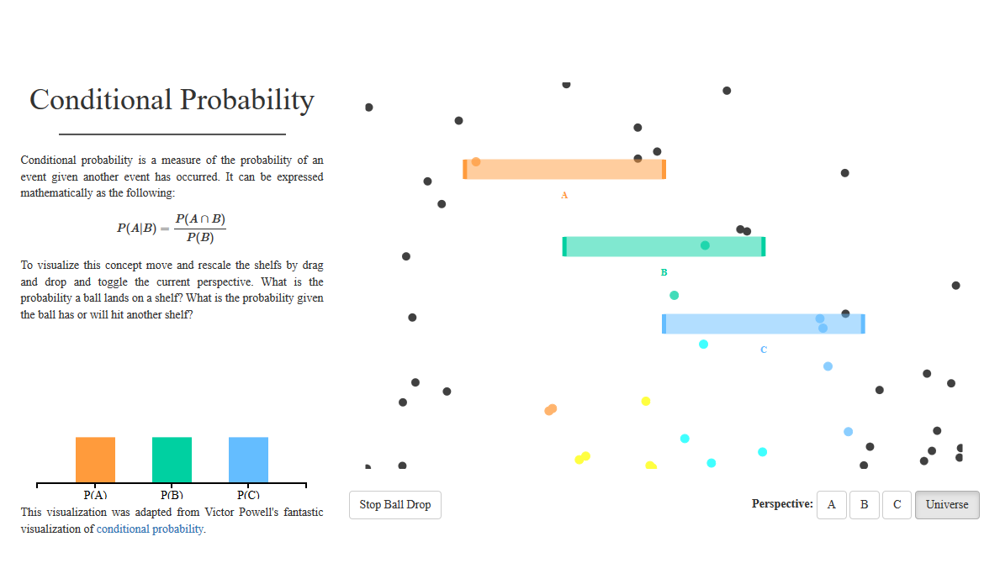 Conditional Probability
Conditional probability is a measure of the probability of an
event given another event has occurred. It can be expressed
mathematically as the following:
P(A|B) = P(A ∩ B) / P(B)
To visualize this concept move and rescale the shelfs by drag
and drop and toggle the current perspective. What is the
probability a ball lands on a shelf? What is the probability given
the ball has or will hit another shelf?
P(A) P(B) P(C)
This visualization was adapted from Victor Powell's fantastic
visualization of conditional probability.
A
B
C
Stop Ball Drop
Perspective: A B C Universe